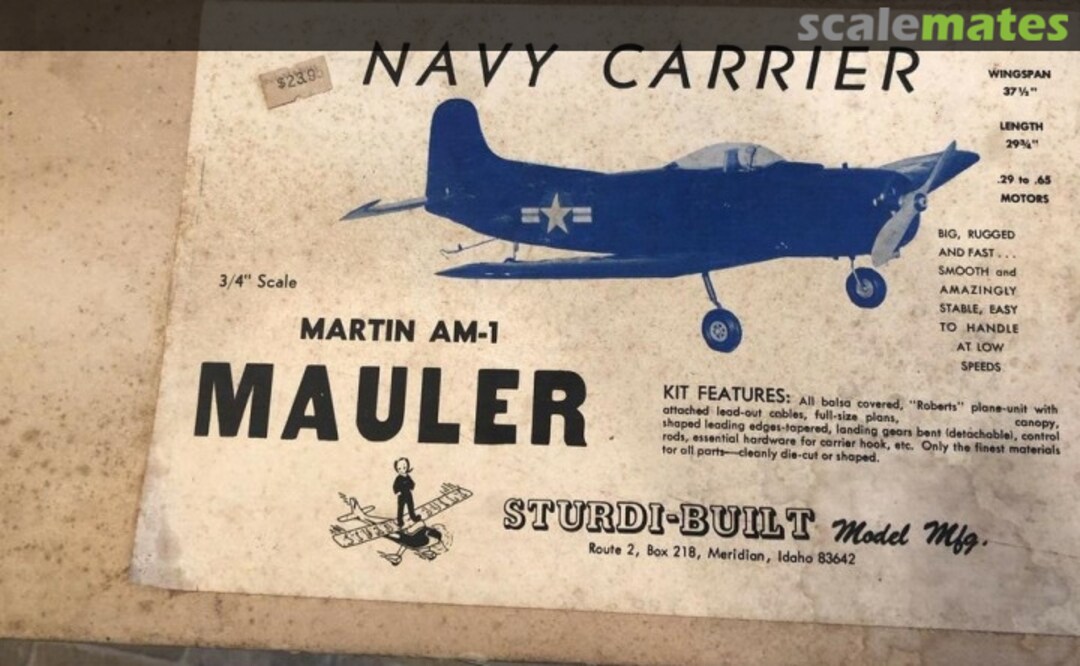 scalemates
NAVY CARRIER
WINGSPAN
37½"
LENGTH
29¾"
.29 to .65
MOTORS
BIG, RUGGED
AND FAST . . .
SMOOTH and
AMAZINGLY
STABLE, EASY
TO HANDLE
AT LOW
SPEEDS
3/4" Scale
MARTIN AM-1
MAULER
KIT FEATURES: All balsa covered, "Roberts" plane-unit with
attached lead-out cables, full-size plans, canopy,
shaped leading edges-tapered, landing gears bent (detachable), control
rods, essential hardware for carrier hook, etc. Only the finest materials
for all parts—cleanly die-cut or shaped.
STURDI-BUILT Model Mfg.
Route 2, Box 218, Meridian, Idaho 83642